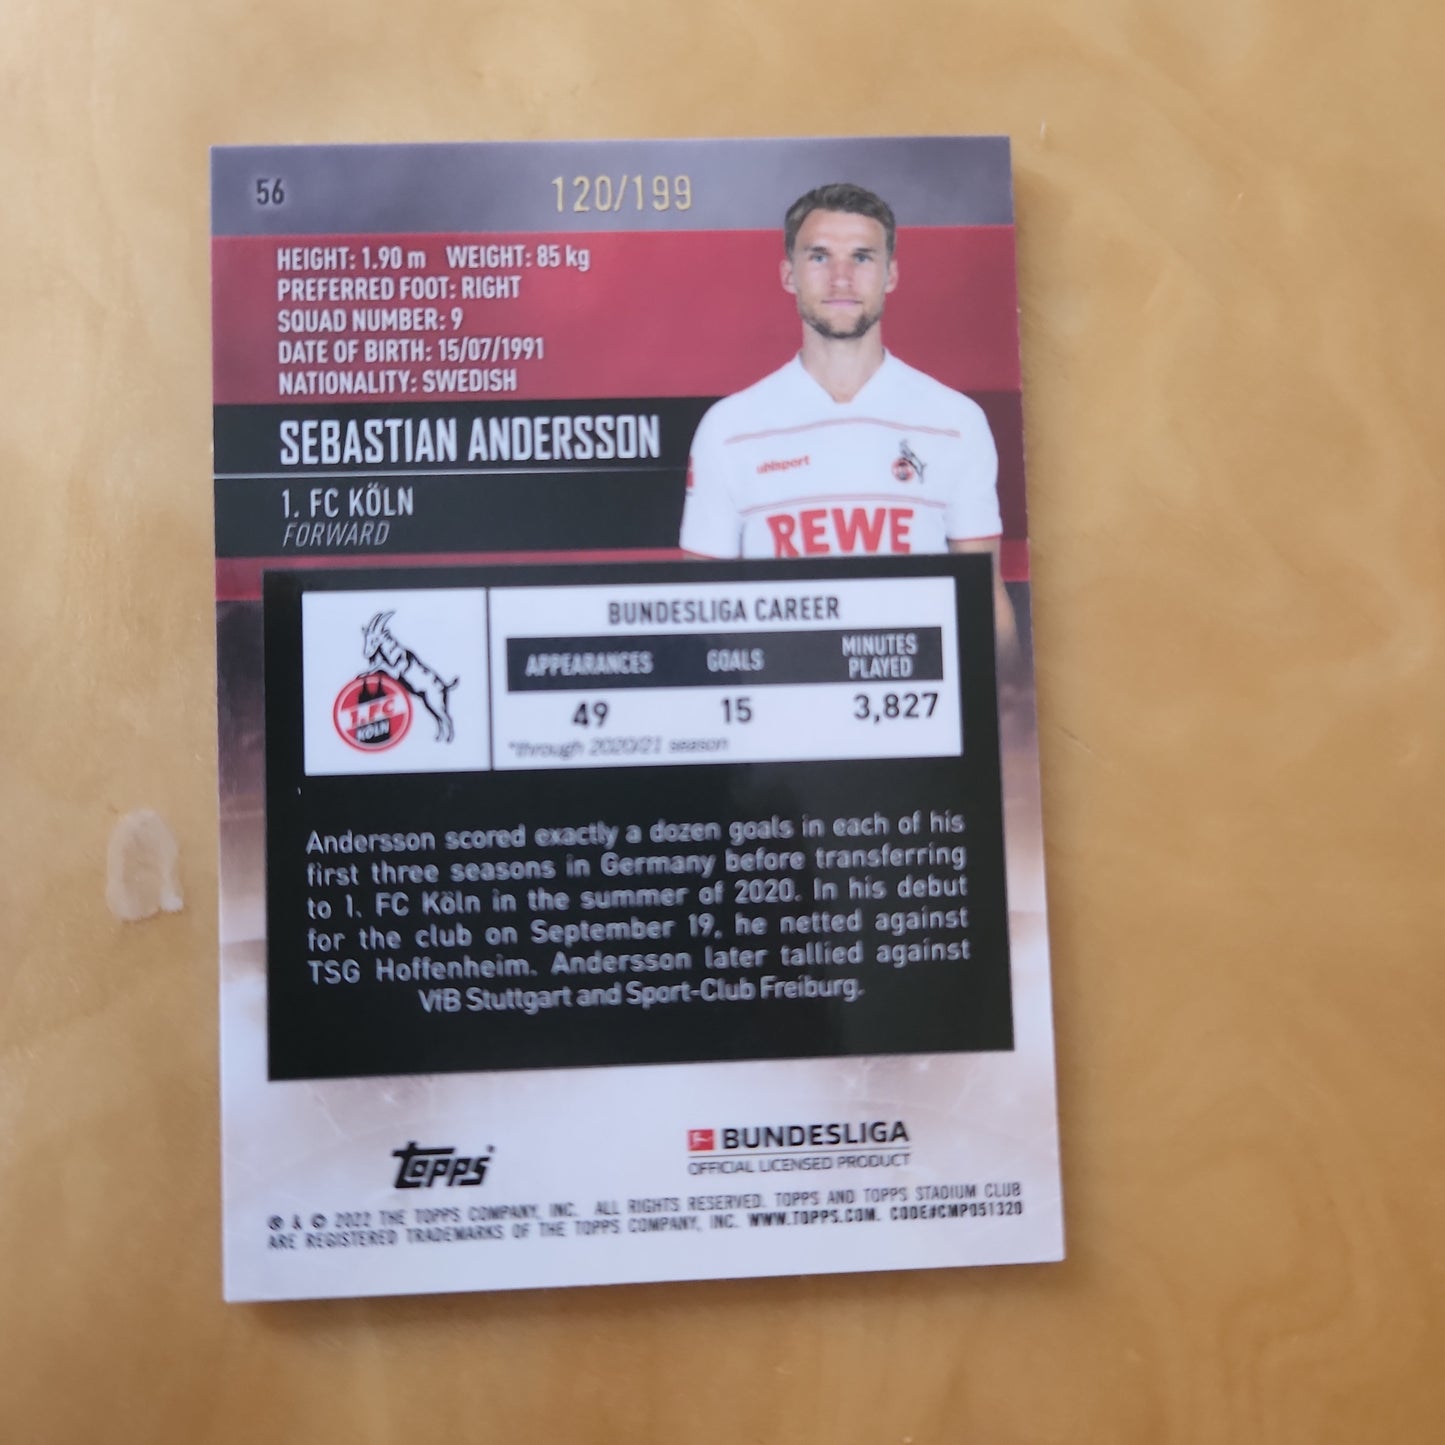 56
120/199
HEIGHT: 1.90 m WEIGHT: 85 kg
PREFERRED FOOT: RIGHT
SQUAD NUMBER: 9
DATE OF BIRTH: 15/07/1991
NATIONALITY: SWEDISH
SEBASTIAN ANDERSSON
1. FC KÖLN
FORWARD
uhlsport
REWE
1. FC
KÖLN
BUNDESLIGA CAREER
APPEARANCES GOALS MINUTES PLAYED
49 15 3,827
*through 2020/21 season
Andersson scored exactly a dozen goals in each of his
first three seasons in Germany before transferring
to 1. FC Köln in the summer of 2020. In his debut
for the club on September 19, he netted against
TSG Hoffenheim. Andersson later tallied against
VfB Stuttgart and Sport-Club Freiburg.
topps®
BUNDESLIGA
OFFICIAL LICENSED PRODUCT
® & © 2022 THE TOPPS COMPANY, INC. ALL RIGHTS RESERVED. TOPPS AND TOPPS STADIUM CLUB
ARE REGISTERED TRADEMARKS OF THE TOPPS COMPANY, INC. WWW.TOPPS.COM. CODE#CMP051320